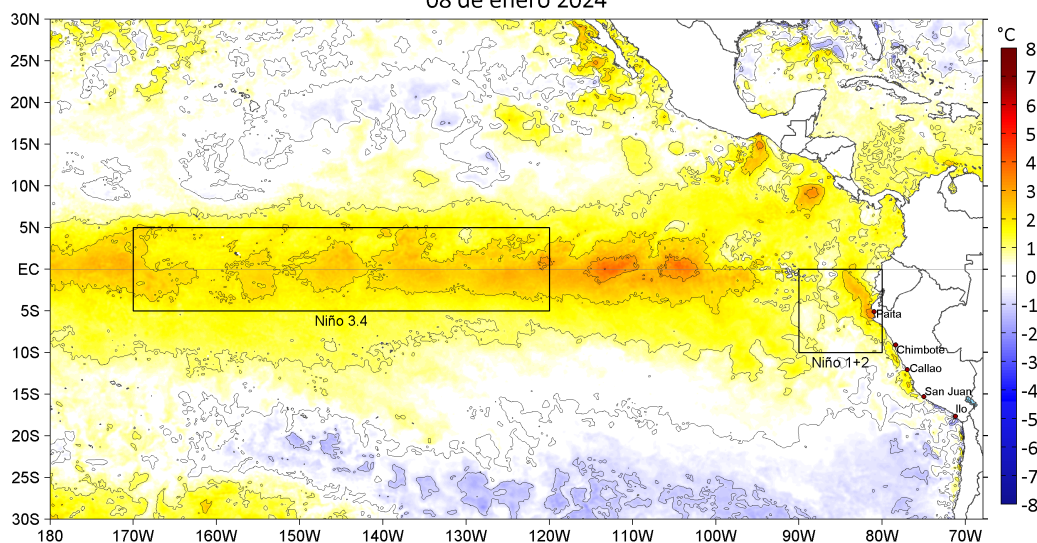 08 de enero 2024
°C
30N
25N
20N
15N
10N
5N
EC
5S
10S
15S
20S
25S
30S
Niño 3.4
Niño 1+2
Paita
Chimbote
Callao
San Juan
Ilo
180 170W 160W 150W 140W 130W 120W 110W 100W 90W 80W 70W
8
7
6
5
4
3
2
1
0
-1
-2
-3
-4
-5
-6
-7
-8